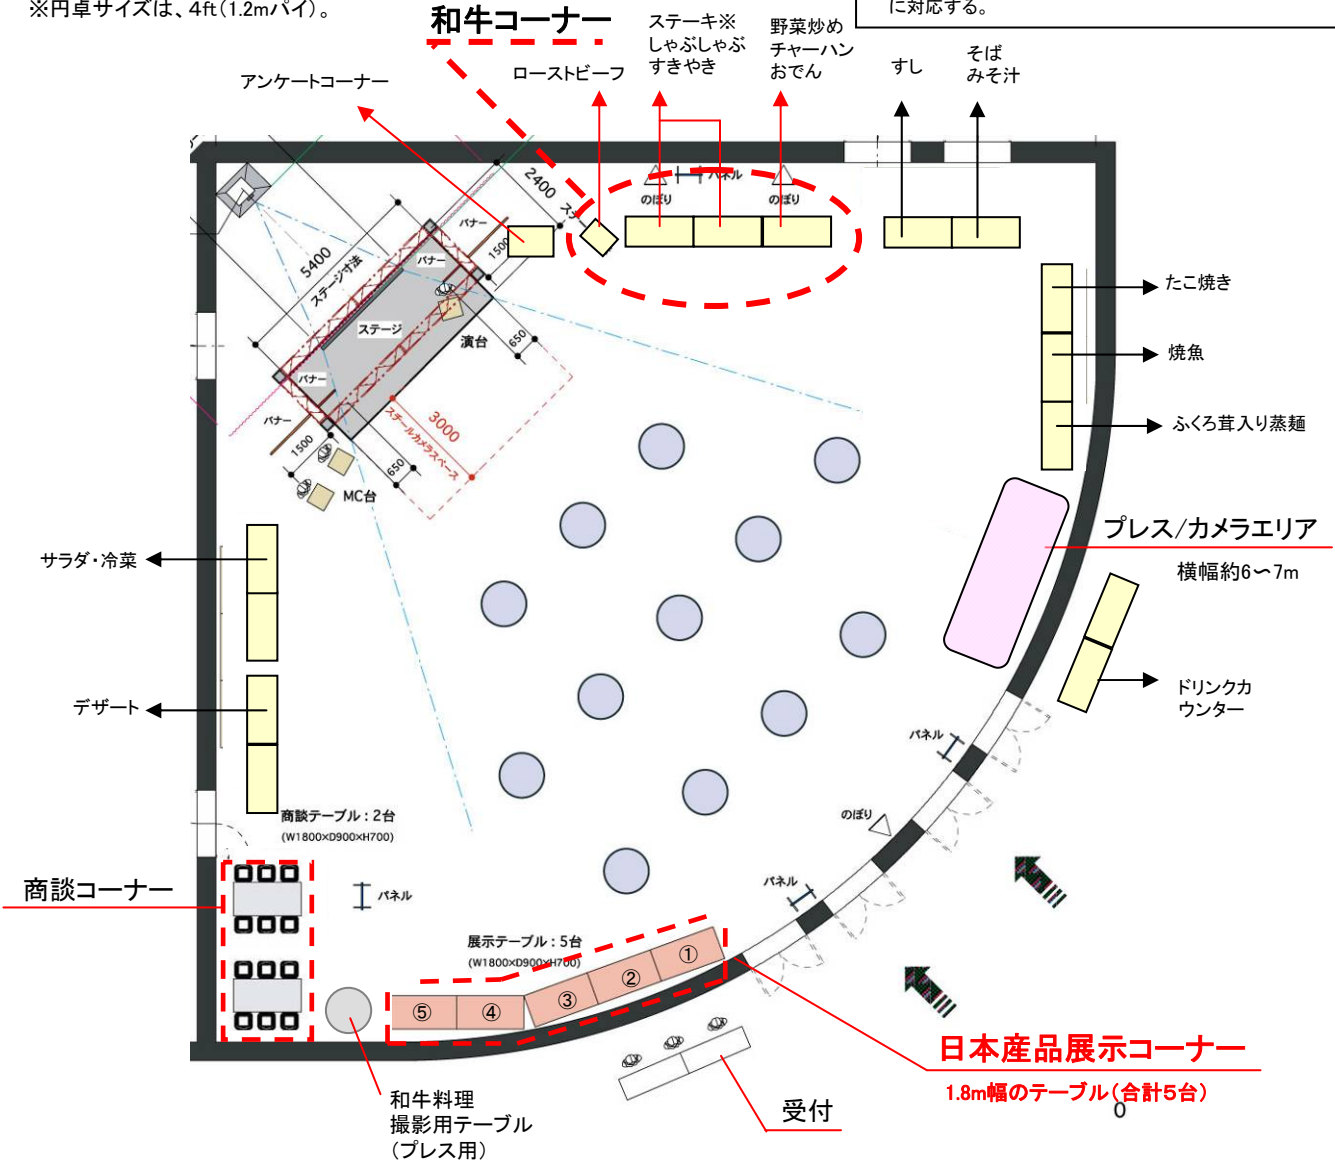 ※円卓サイズは、4ft（1.2mパイ）。
に対応する。
和牛コーナー
ステーキ※
しゃぶしゃぶ
すきやき
野菜炒め
チャーハン
おでん
すし
そば
みそ汁
アンケートコーナー
ローストビーフ
のぼり
パネル
のぼり
2400
ステ
バナー
1500
5400
ステージ寸法
バナー
ステージ
演台
650
バナー
バナー
1500
3000
スチールカメラスペース
650
MC台
たこ焼き
焼魚
ふくろ茸入り蒸麺
プレス/カメラエリア
横幅約6～7m
サラダ・冷菜
デザート
ドリンクカ
ウンター
パネル
のぼり
パネル
商談テーブル：2台
(W1800×D900×H700)
商談コーナー
パネル
展示テーブル：5台
(W1800×D900×H700)
①
②
③
④
⑤
日本産品展示コーナー
1.8m幅のテーブル（合計5台）
0
和牛料理
撮影用テーブル
（プレス用）
受付